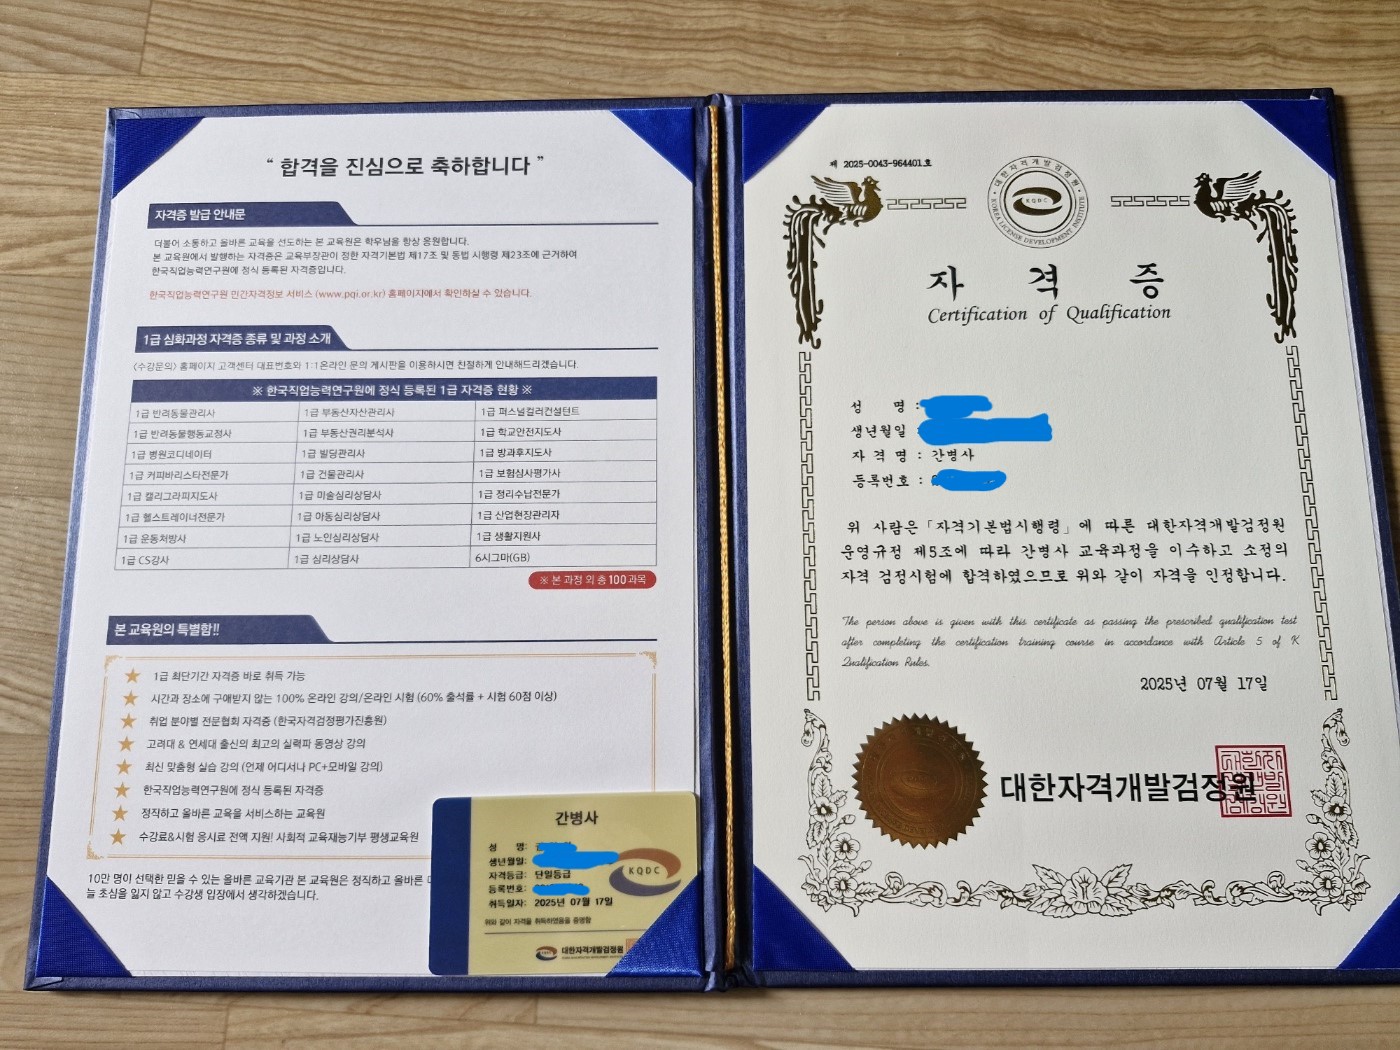 “ 합격을 진심으로 축하합니다 ”
자격증 발급 안내문
더불어 소통하고 올바른 교육을 선도하는 본 교육원은 학우님을 항상 응원합니다.
본 교육원에서 발행하는 자격증은 교육부장관이 정한 자격기본법 제17조 및 동법 시행령 제23조에 근거하여
한국직업능력연구원에 정식 등록된 자격증입니다.
한국직업능력연구원 민간자격정보 서비스 (www.pqi.or.kr) 홈페이지에서 확인하실 수 있습니다.
1급 심화과정 자격증 종류 및 과정 소개
〈수강문의〉 홈페이지 고객센터 대표번호와 1:1온라인 문의 게시판을 이용하시면 친절하게 안내해드리겠습니다.
※ 한국직업능력연구원에 정식 등록된 1급 자격증 현황 ※
1급 반려동물관리사 1급 부동산자산관리사 1급 퍼스널컬러컨설턴트
1급 반려동물행동교정사 1급 부동산권리분석사 1급 학교안전지도사
1급 병원코디네이터 1급 빌딩관리사 1급 방과후지도사
1급 커피바리스타전문가 1급 건물관리사 1급 보험심사평가사
1급 캘리그라피지도사 1급 미술심리상담사 1급 정리수납전문가
1급 헬스트레이너전문가 1급 아동심리상담사 1급 산업현장관리자
1급 운동처방사 1급 노인심리상담사 1급 생활지원사
1급 CS강사 1급 심리상담사 6시그마(GB)
※ 본 과정 외 총 100과목
본 교육원의 특별함!!
1급 최단기간 자격증 바로 취득 가능
시간과 장소에 구애받지 않는 100% 온라인 강의/온라인 시험 (60% 출석률 + 시험 60점 이상)
취업 분야별 전문협회 자격증 (한국자격검정평가진흥원)
고려대 & 연세대 출신의 최고의 실력파 동영상 강의
최신 맞춤형 실습 강의 (언제 어디서나 PC+모바일 강의)
한국직업능력연구원에 정식 등록된 자격증
정직하고 올바른 교육을 서비스하는 교육원
수강료&시험 응시료 전액 지원! 사회적 교육재능기부 평생교육원
10만 명이 선택한 믿을 수 있는 올바른 교육기관 본 교육원은 정직하고 올바른
늘 초심을 잊지 않고 수강생 입장에서 생각하겠습니다.
간병사
성 명:
생년월일:
자격등급: 단일등급
등록번호:
취득일자: 2025년 07월 17일
위와 같이 자격을 취득하였음을 증명함
KQDC
대한자격개발검정원
제 2025-0043-964401호
대한자격개발검정원
KQDC
KOREA LICENSE DEVELOPMENT INSTITUTE
자 격 증
Certification of Qualification
성 명 :
생년월일
자 격 명 : 간병사
등록번호 :
위 사람은「자격기본법시행령」에 따른 대한자격개발검정원
운영규정 제5조에 따라 간병사 교육과정을 이수하고 소정의
자격 검정시험에 합격하였으므로 위와 같이 자격을 인정합니다.
The person above is given with this certificate as passing the prescribed qualification test
after completing the certification training course in accordance with Article 5 of K
Qualification Rules.
2025년 07월 17일
대한자격개발검정원